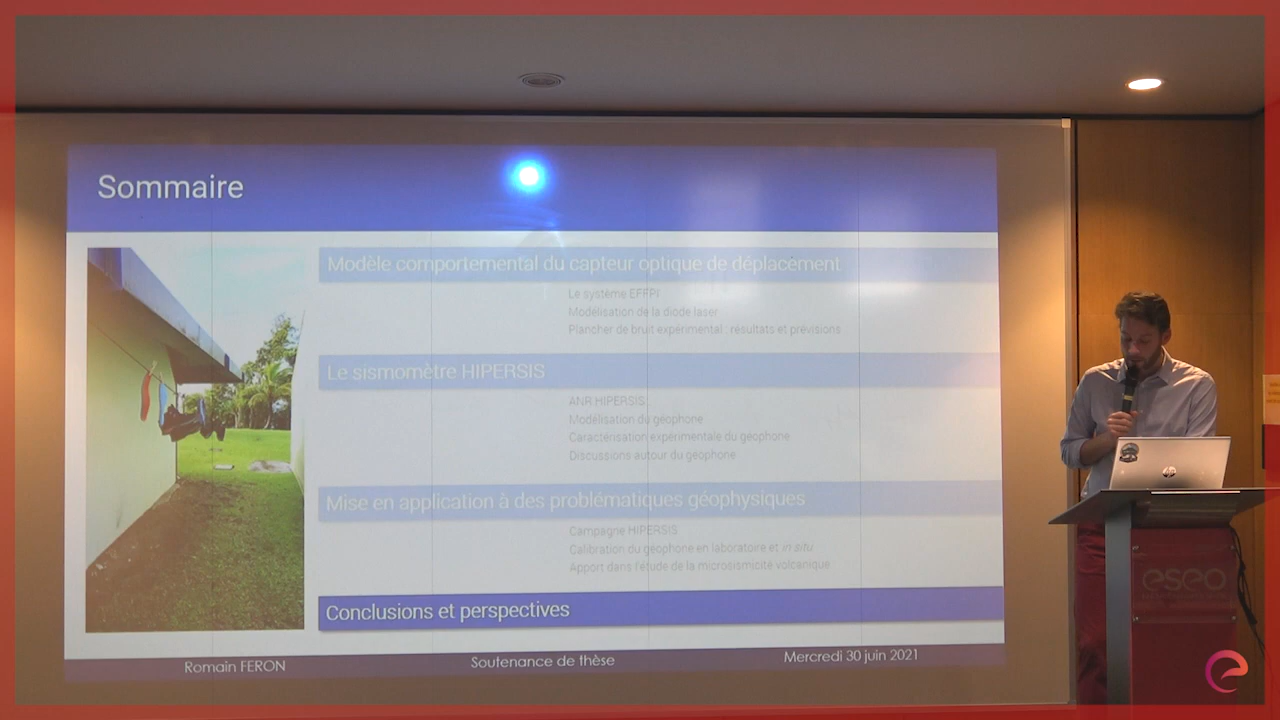 Sommaire
Modèle comportemental du capteur optique de déplacement
Le système EFFPI
Modélisation de la diode laser
Plancher de bruit expérimental : résultats et prévisions
Le sismomètre HIPERSIS
ANR HIPERSIS
Modélisation du géophone
Caractérisation expérimentale du géophone
Discussions autour du géophone
Mise en application à des problématiques géophysiques
Campagne HIPERSIS
Calibration du géophone en laboratoire et in situ
Apport dans l'étude de la microsismicité volcanique
Conclusions et perspectives
Romain FERON
Soutenance de thèse
Mercredi 30 juin 2021
hp
eseo